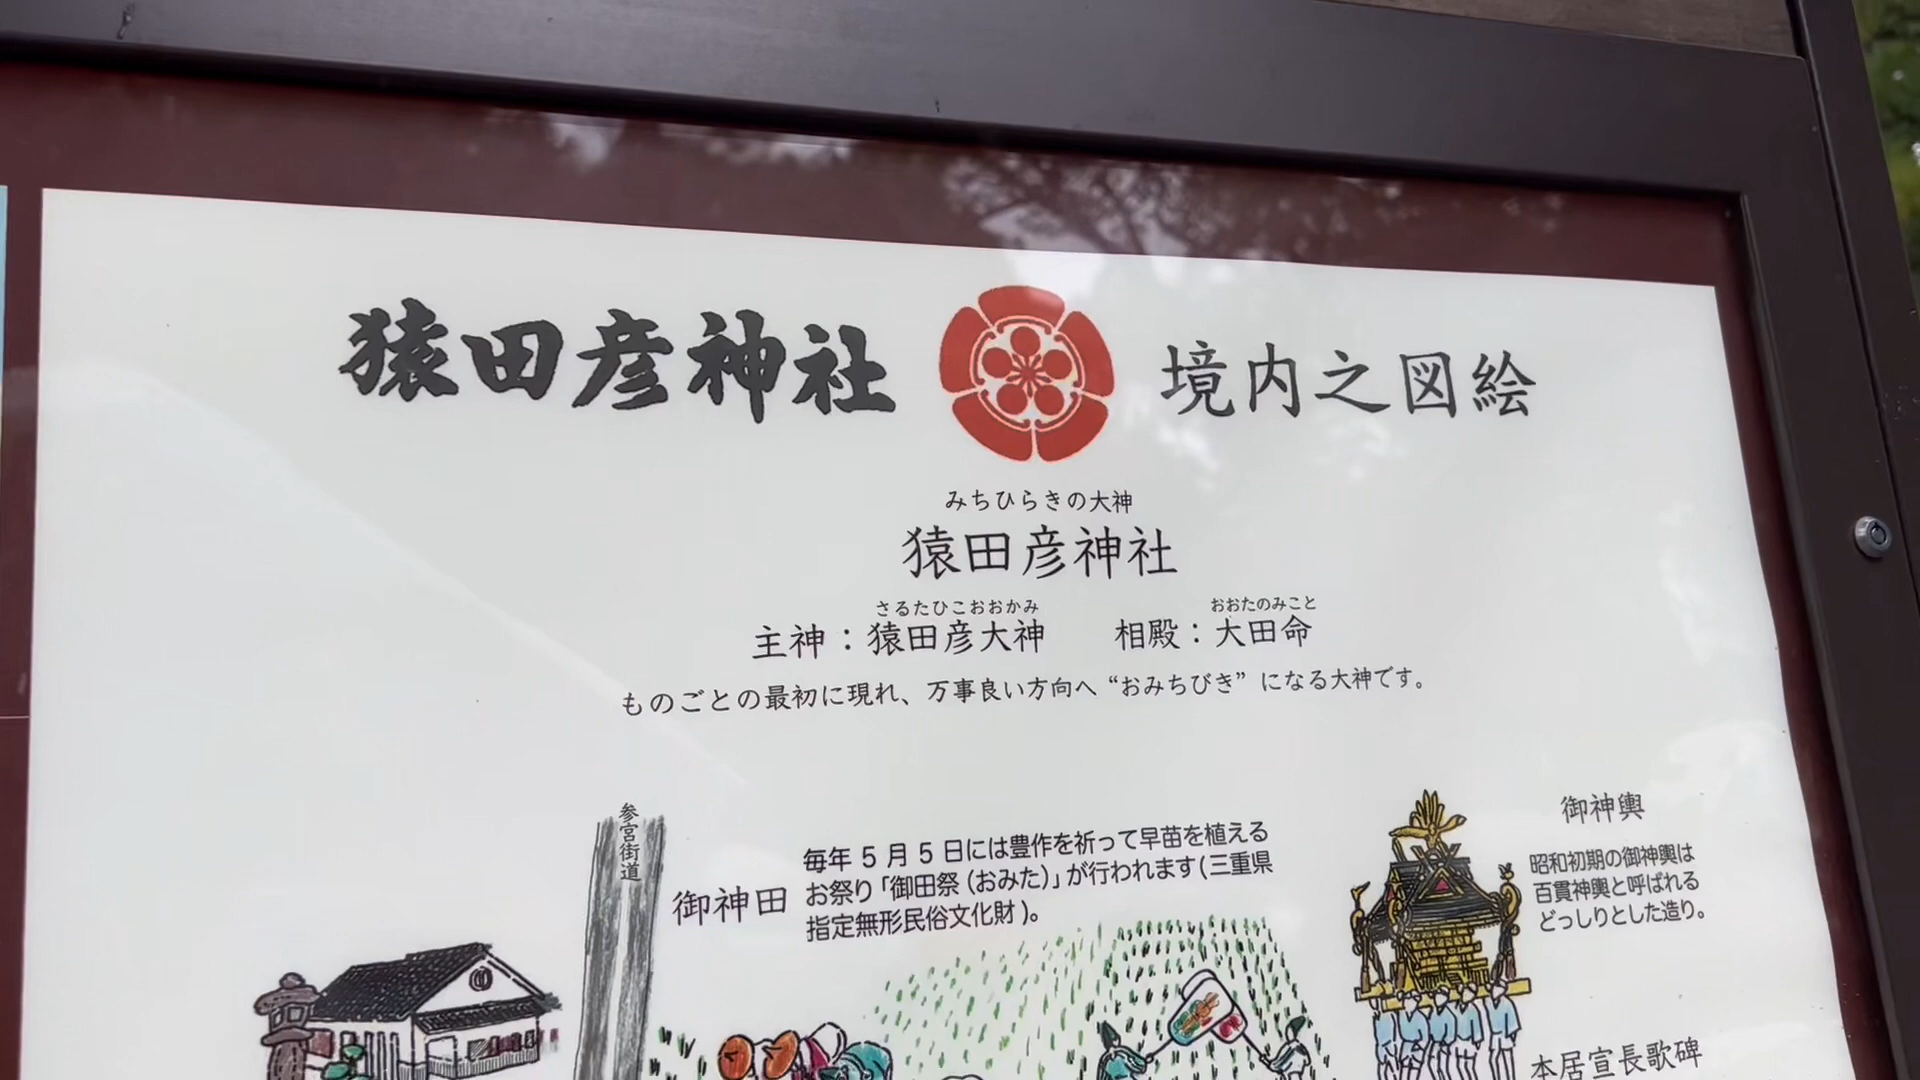 猿田彦神社 境内之図絵
みちひらきの大神
猿田彦神社
さるたひこおおかみ おおたのみこと
主神：猿田彦大神 相殿：大田命
ものごとの最初に現れ、万事良い方向へ“おみちびき”になる大神です。
参宮街道
御神田
毎年5月5日には豊作を祈って早苗を植える
お祭り「御田祭（おみた）」が行われます（三重県
指定無形民俗文化財）。
御神輿
昭和初期の御神輿は
百貫神輿と呼ばれる
どっしりとした造り。
本居宣長歌碑